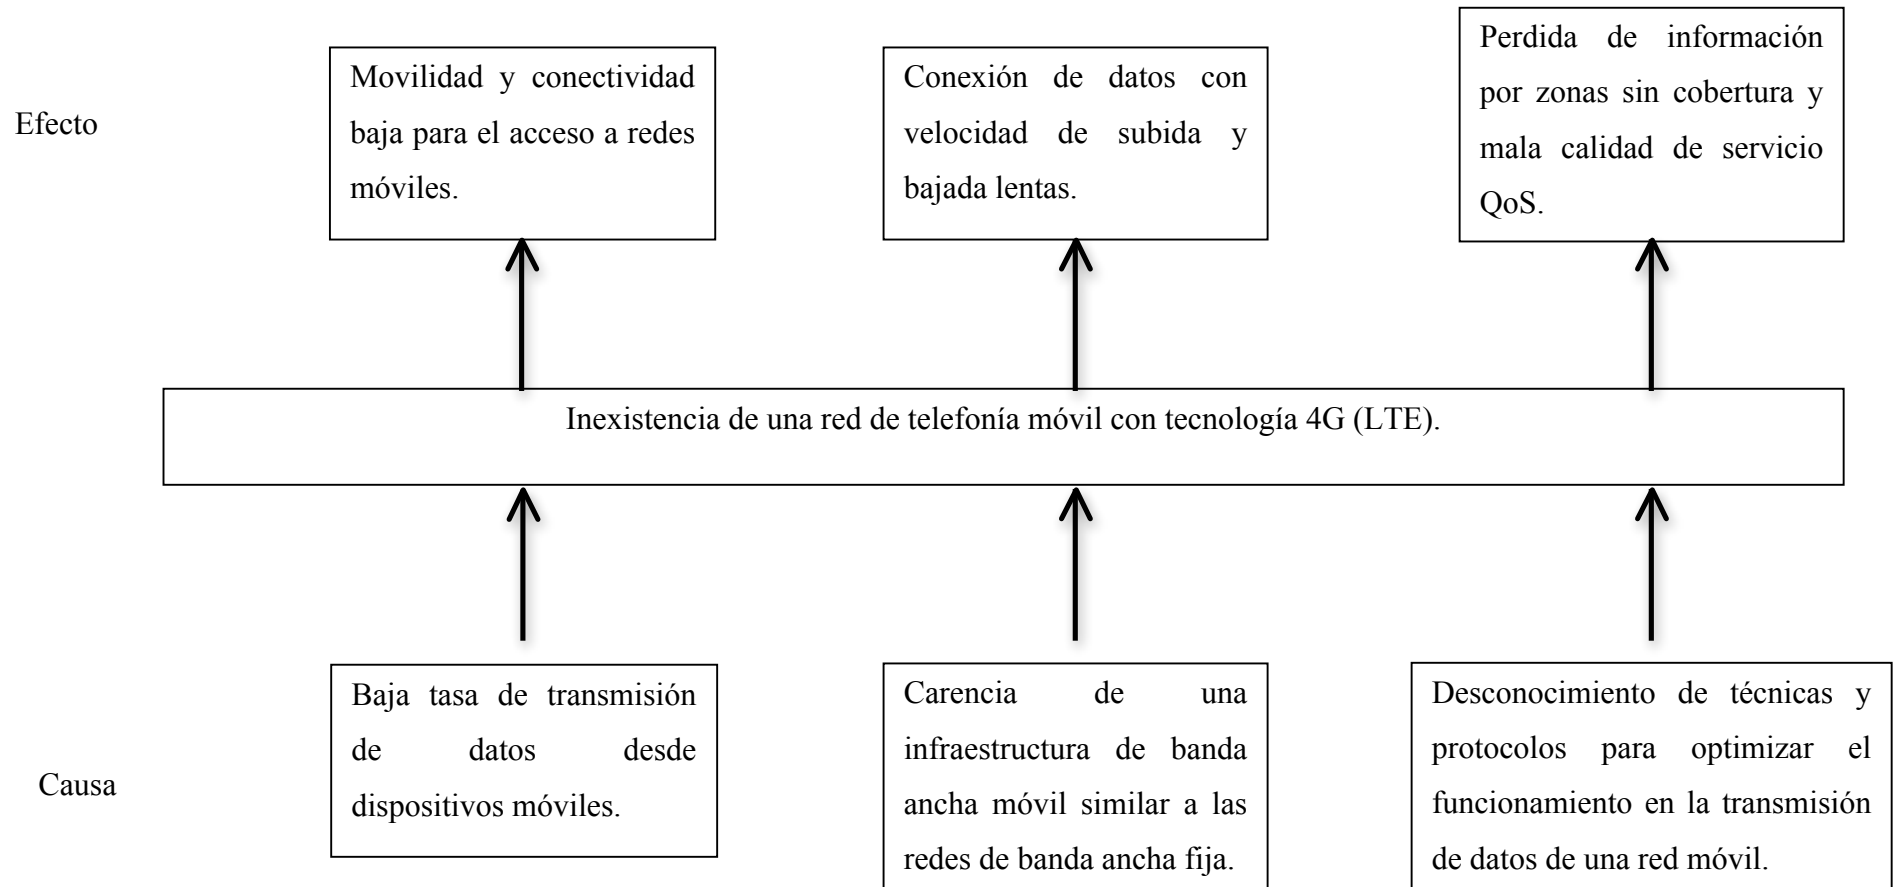 Efecto
Movilidad y conectividad
baja para el acceso a redes
móviles.
Conexión de datos con
velocidad de subida y
bajada lentas.
Perdida de información
por zonas sin cobertura y
mala calidad de servicio
QoS.
Inexistencia de una red de telefonía móvil con tecnología 4G (LTE).
Causa
Baja tasa de transmisión
de datos desde
dispositivos móviles.
Carencia de una
infraestructura de banda
ancha móvil similar a las
redes de banda ancha fija.
Desconocimiento de técnicas y
protocolos para optimizar el
funcionamiento en la transmisión
de datos de una red móvil.